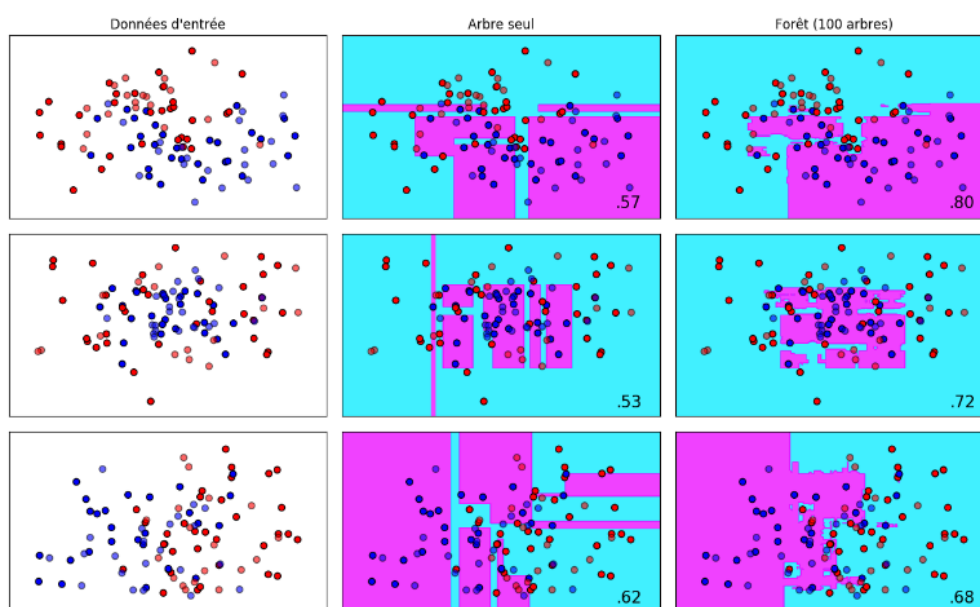 Données d'entrée
Arbre seul
Forêt (100 arbres)
.57
.80
.53
.72
.62
.68